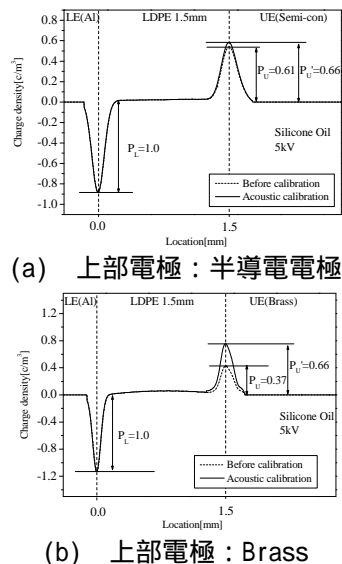 LE(Al) LDPE 1.5mm UE(Semi-con)
Charge density[c/m³]
0.8
0.6
0.4
0.2
0.0
-0.2
-0.4
-0.6
-0.8
-1.0
P_L=1.0
P_U=0.61 P_U'=0.66
Silicone Oil
5kV
Before calibration
Acoustic calibration
0.0 1.5
Location[mm]
(a) 上部電極：半導電電極
LE(Al) LDPE 1.5mm UE(Brass)
Charge density[c/m³]
1.2
0.8
0.4
0.0
-0.4
-0.8
-1.2
P_L=1.0
P_U=0.37 P_U'=0.66
Silicone Oil
5kV
Before calibration
Acoustic calibration
0.0 1.5
Location[mm]
(b) 上部電極：Brass